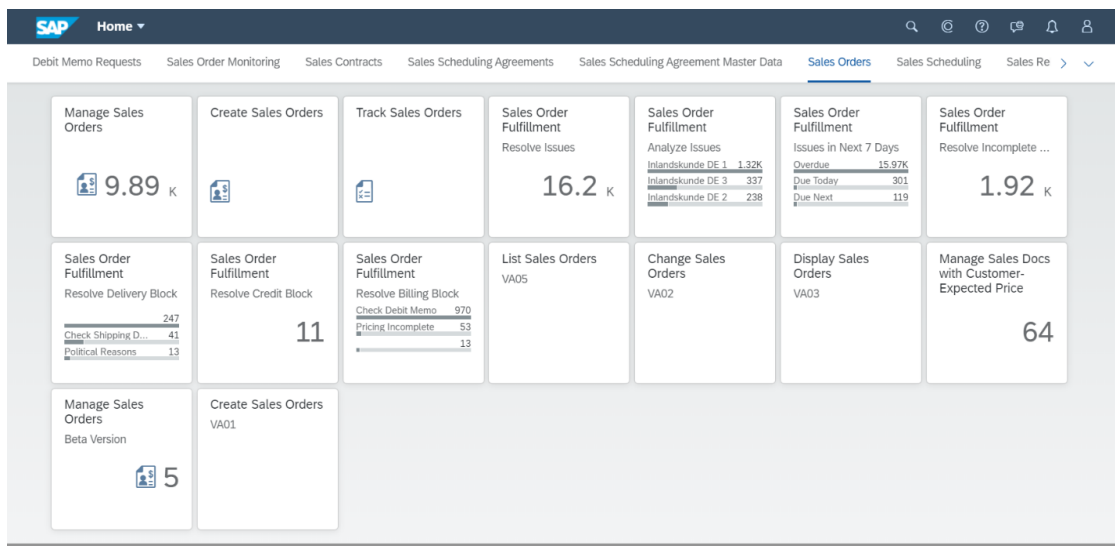 SAP Home
Debit Memo Requests Sales Order Monitoring Sales Contracts Sales Scheduling Agreements Sales Scheduling Agreement Master Data Sales Orders Sales Scheduling Sales Re
Manage Sales
Orders
9.89 K
Create Sales Orders
Track Sales Orders
Sales Order
Fulfillment
Resolve Issues
16.2 K
Sales Order
Fulfillment
Analyze Issues
Inlandskunde DE 1 1.32K
Inlandskunde DE 3 337
Inlandskunde DE 2 238
Sales Order
Fulfillment
Issues in Next 7 Days
Overdue 15.97K
Due Today 301
Due Next 119
Sales Order
Fulfillment
Resolve Incomplete ...
1.92 K
Sales Order
Fulfillment
Resolve Delivery Block
247
Check Shipping D... 41
Political Reasons 13
Sales Order
Fulfillment
Resolve Credit Block
11
Sales Order
Fulfillment
Resolve Billing Block
Check Debit Memo 970
Pricing Incomplete 53
13
List Sales Orders
VA05
Change Sales
Orders
VA02
Display Sales
Orders
VA03
Manage Sales Docs
with Customer-
Expected Price
64
Manage Sales
Orders
Beta Version
5
Create Sales Orders
VA01